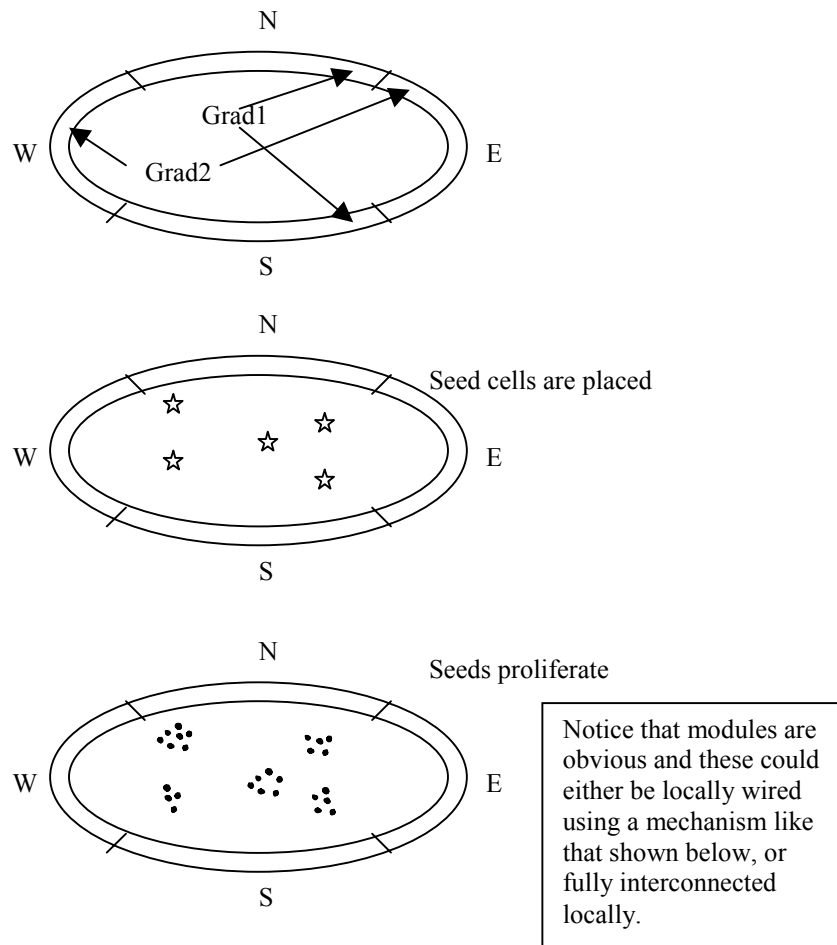 N
Grad1
W
E
Grad2
S
N
Seed cells are placed
W
E
S
N
Seeds proliferate
W
E
S
Notice that modules are
obvious and these could
either be locally wired
using a mechanism like
that shown below, or
fully interconnected
locally.